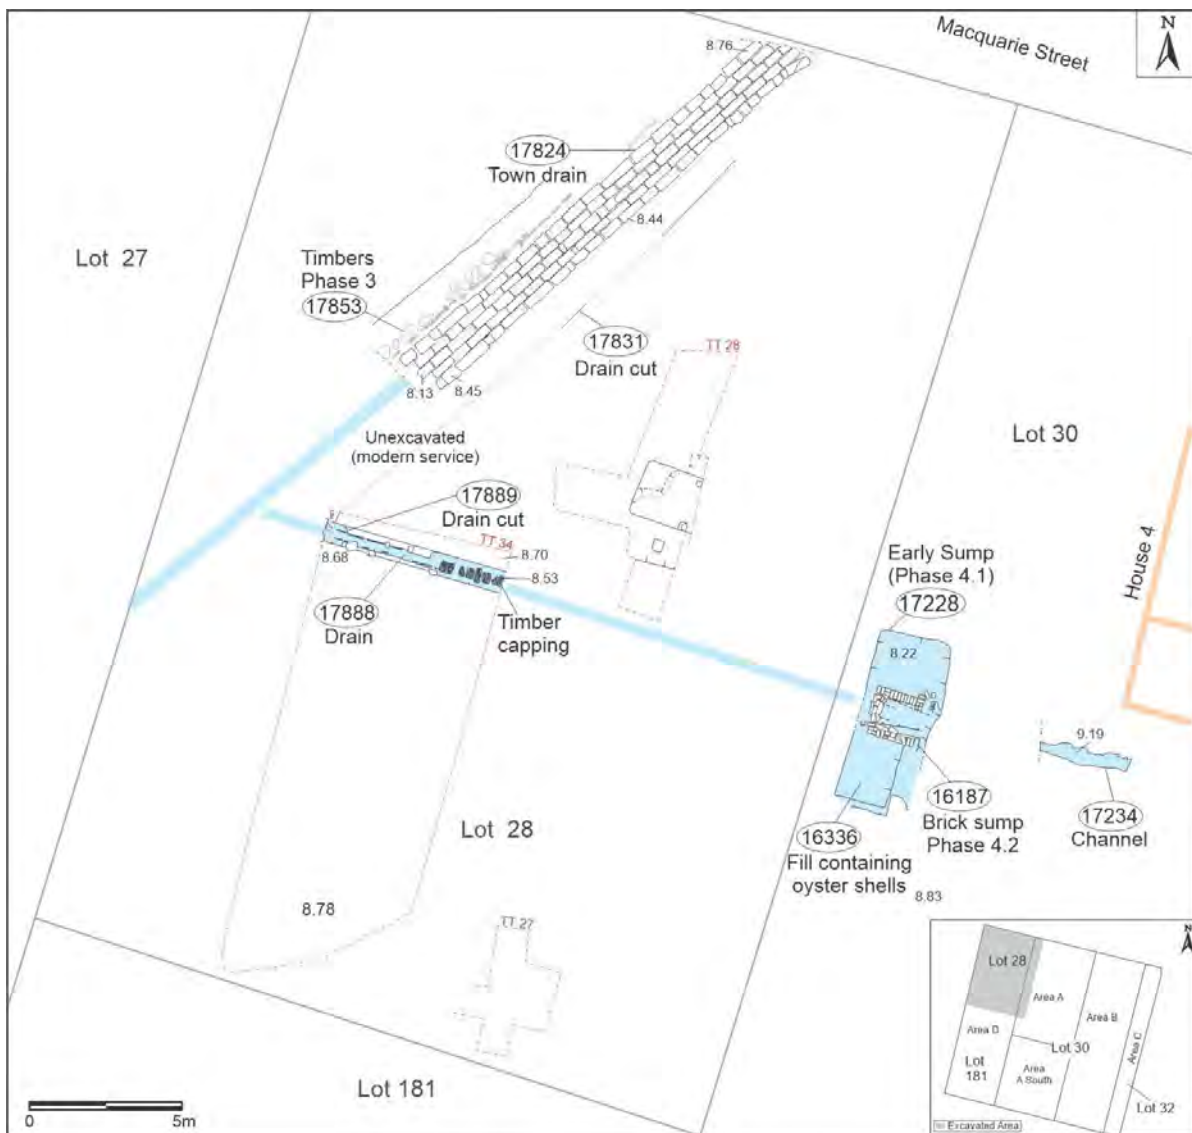 Macquarie Street
N
8.76
17824
Town drain
8.44
Lot 27
Timbers
Phase 3
17853
17831
Drain cut
TT 28
8.13
8.45
Lot 30
Unexcavated
(modern service)
17889
Drain cut
TT 34
8.70
8.68
8.53
17888
Drain
Timber
capping
Early Sump
(Phase 4.1)
17228
8.22
House 4
9.19
16187
Brick sump
Phase 4.2
17234
Channel
16336
Fill containing
oyster shells
Lot 28
8.83
8.78
TT 27
Lot 181
0
5m
N
Lot 28
Area A
Area B
Area D
Lot 30
Area C
Lot
181
Area
A South
Lot 32
Excavated Area